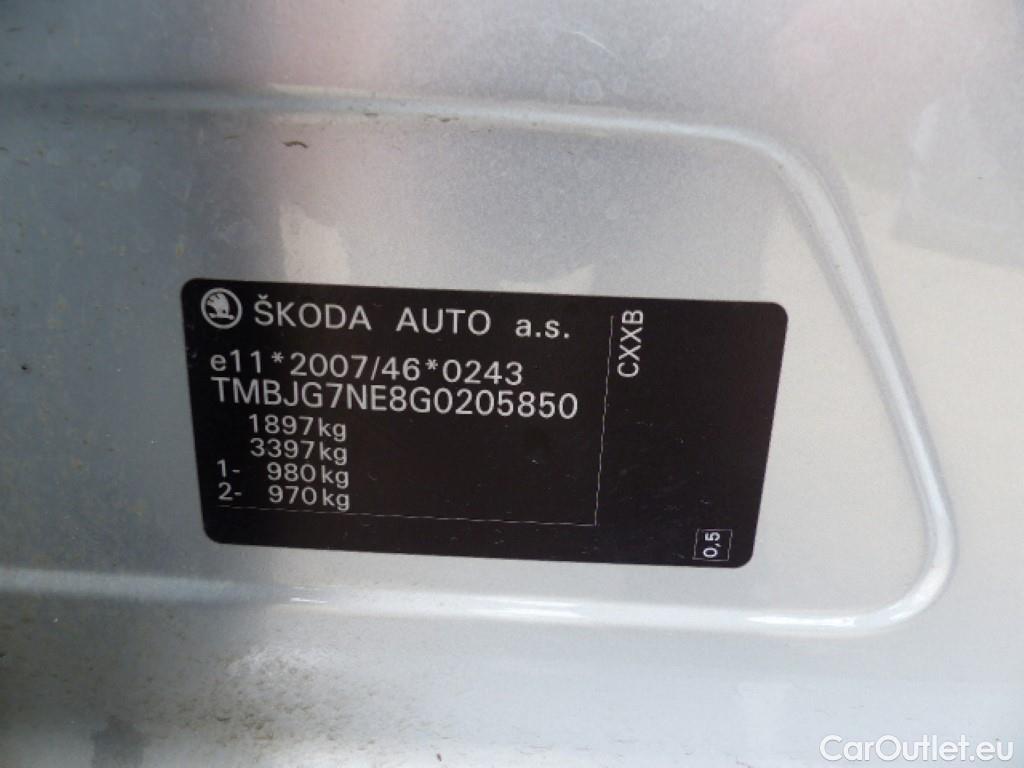 ŠKODA AUTO a.s.
e11*2007/46*0243
TMBJG7NE8G0205850
1897kg
3397kg
1- 980kg
2- 970kg
CXXB
0,5
CarOutlet.eu